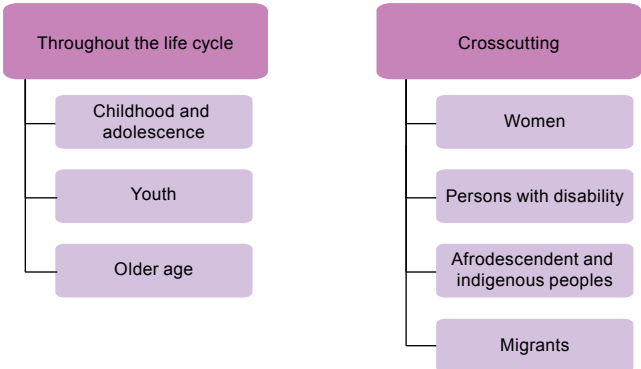 Throughout the life cycle
Childhood and
adolescence
Youth
Older age
Crosscutting
Women
Persons with disability
Afrodescendent and
indigenous peoples
Migrants